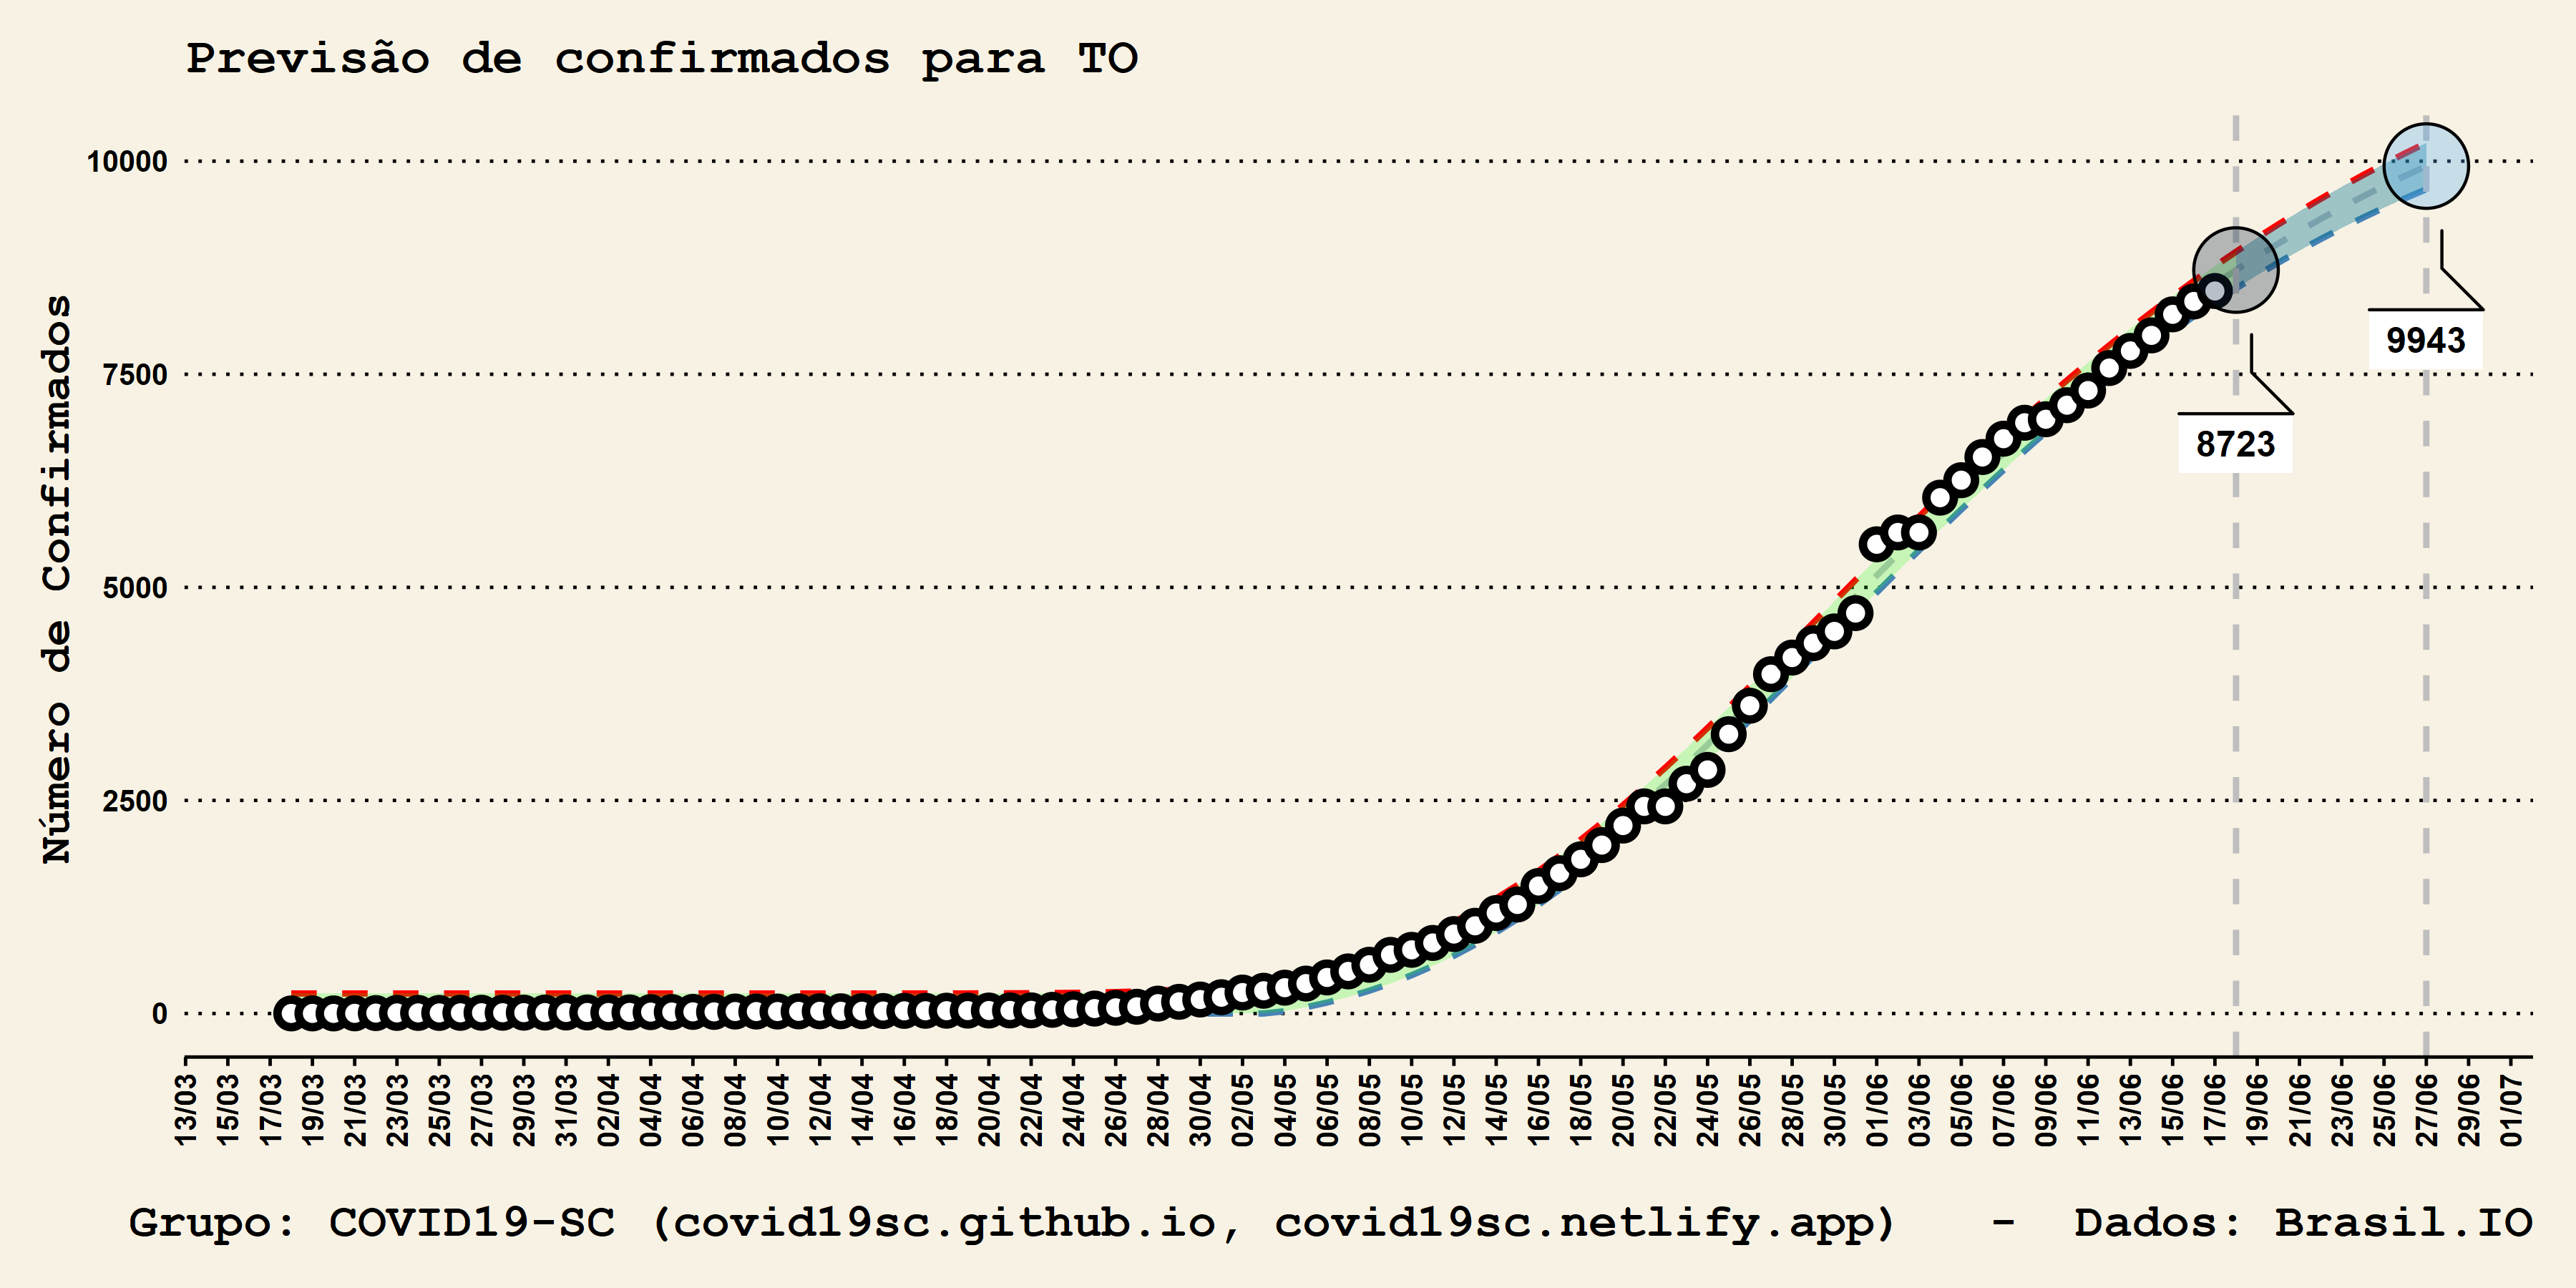 Previsão de confirmados para TO
Número de Confirmados
10000
7500
5000
2500
0
9943
8723
13/03 15/03 17/03 19/03 21/03 23/03 25/03 27/03 29/03 31/03 02/04 04/04 06/04 08/04 10/04 12/04 14/04 16/04 18/04 20/04 22/04 24/04 26/04 28/04 30/04 02/05 04/05 06/05 08/05 10/05 12/05 14/05 16/05 18/05 20/05 22/05 24/05 26/05 28/05 30/05 01/06 03/06 05/06 07/06 09/06 11/06 13/06 15/06 17/06 19/06 21/06 23/06 25/06 27/06 29/06 01/07
Grupo: COVID19-SC (covid19sc.github.io, covid19sc.netlify.app) - Dados: Brasil.IO